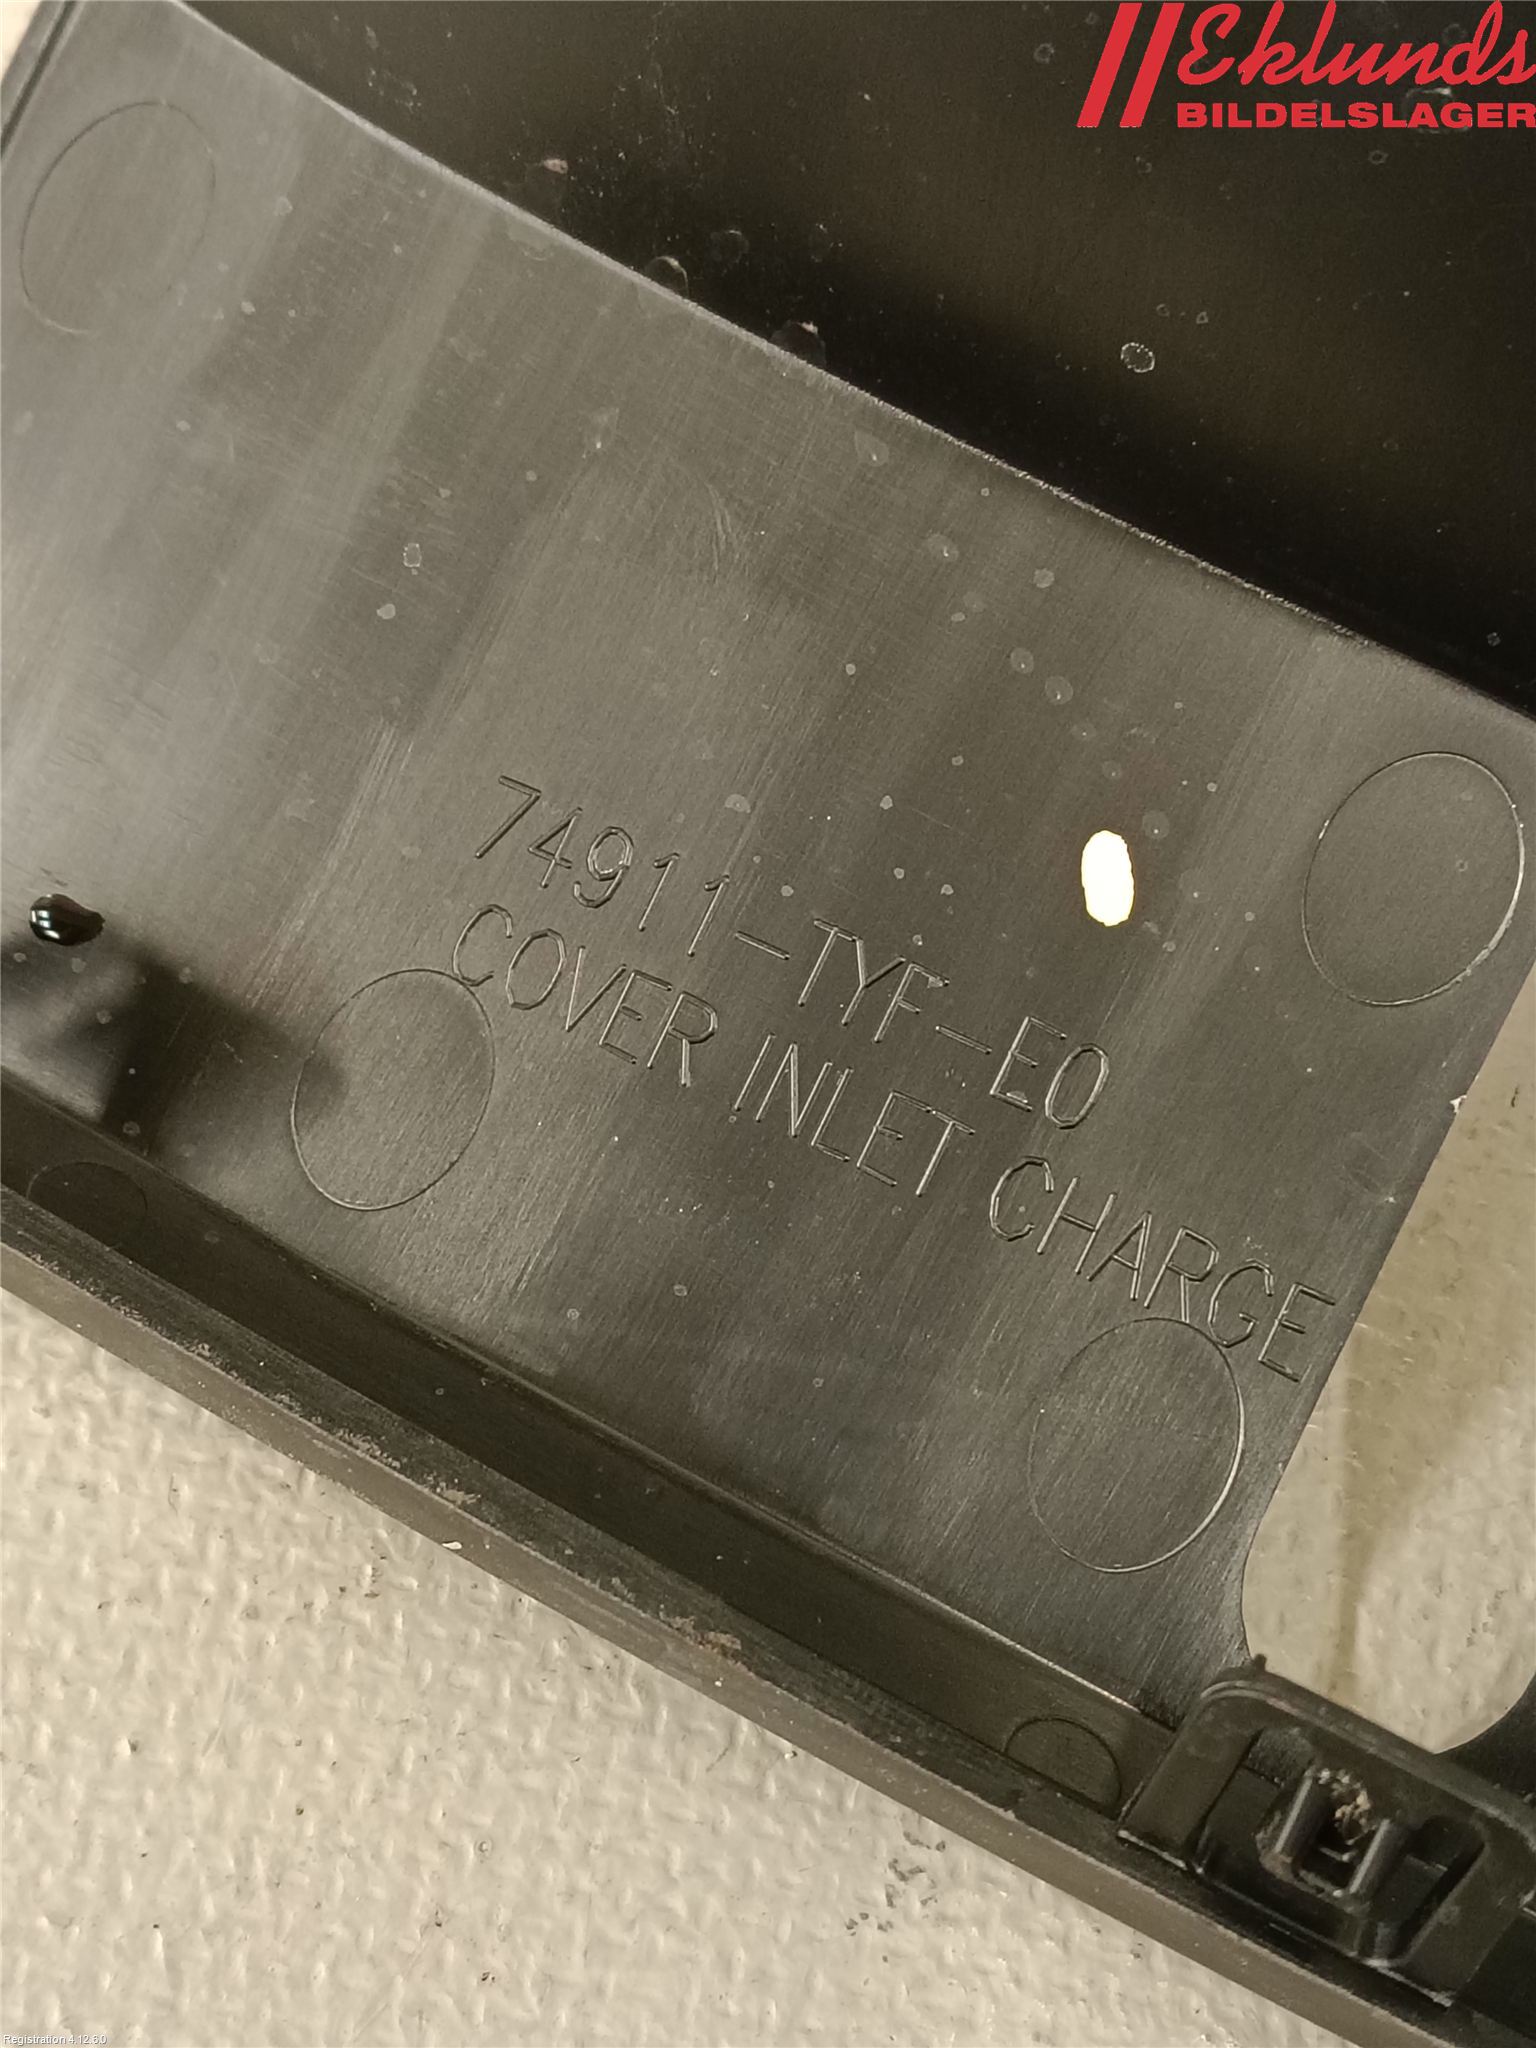 Eklunds
BILDELSLAGER
74911-TYF-E0
COVER INLET CHARGE
Registration 4.12.6.0